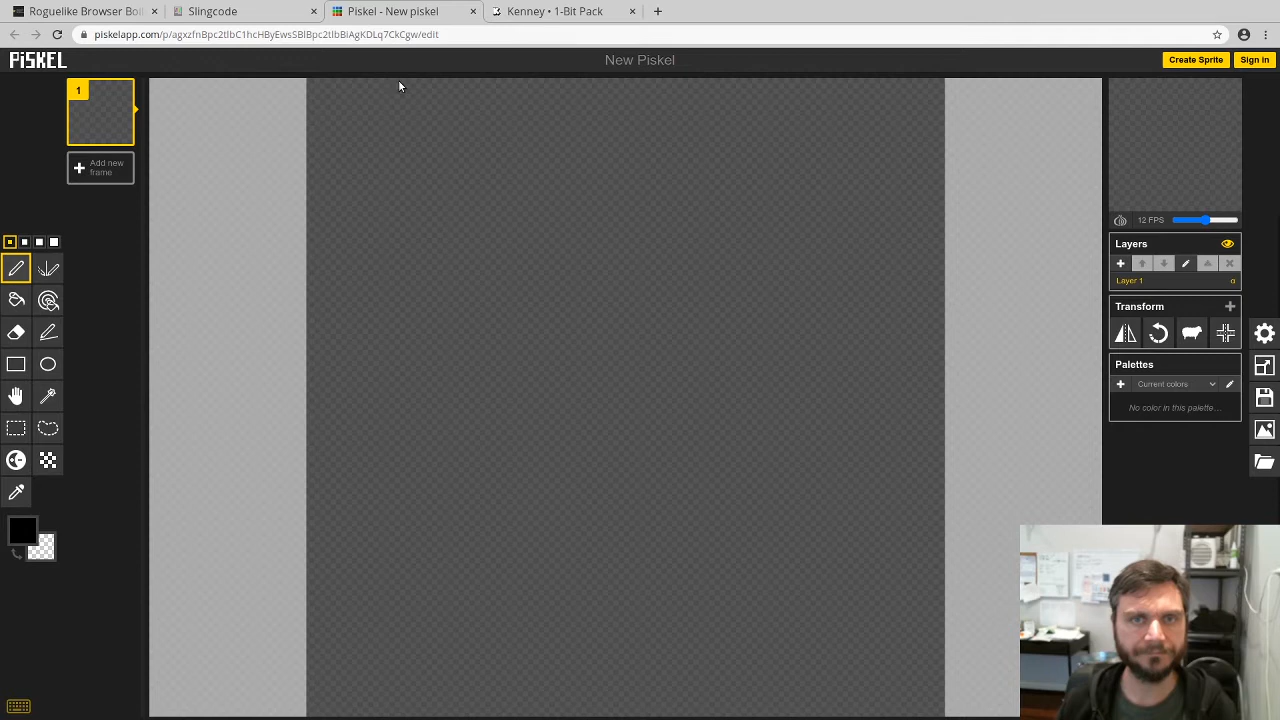 Roguelike Browser Boil
Slingcode
Piskel - New piskel
Kenney • 1-Bit Pack
piskelapp.com/p/agxzfnBpc2tlbC1hcHByEwsSBlBpc2tlbBiAgKDLq7CkCgw/edit
PiSKEL
New Piskel
Create Sprite
Sign in
1
Add new
frame
12 FPS
Layers
Layer 1
α
Transform
Palettes
Current colors
No color in this palette…